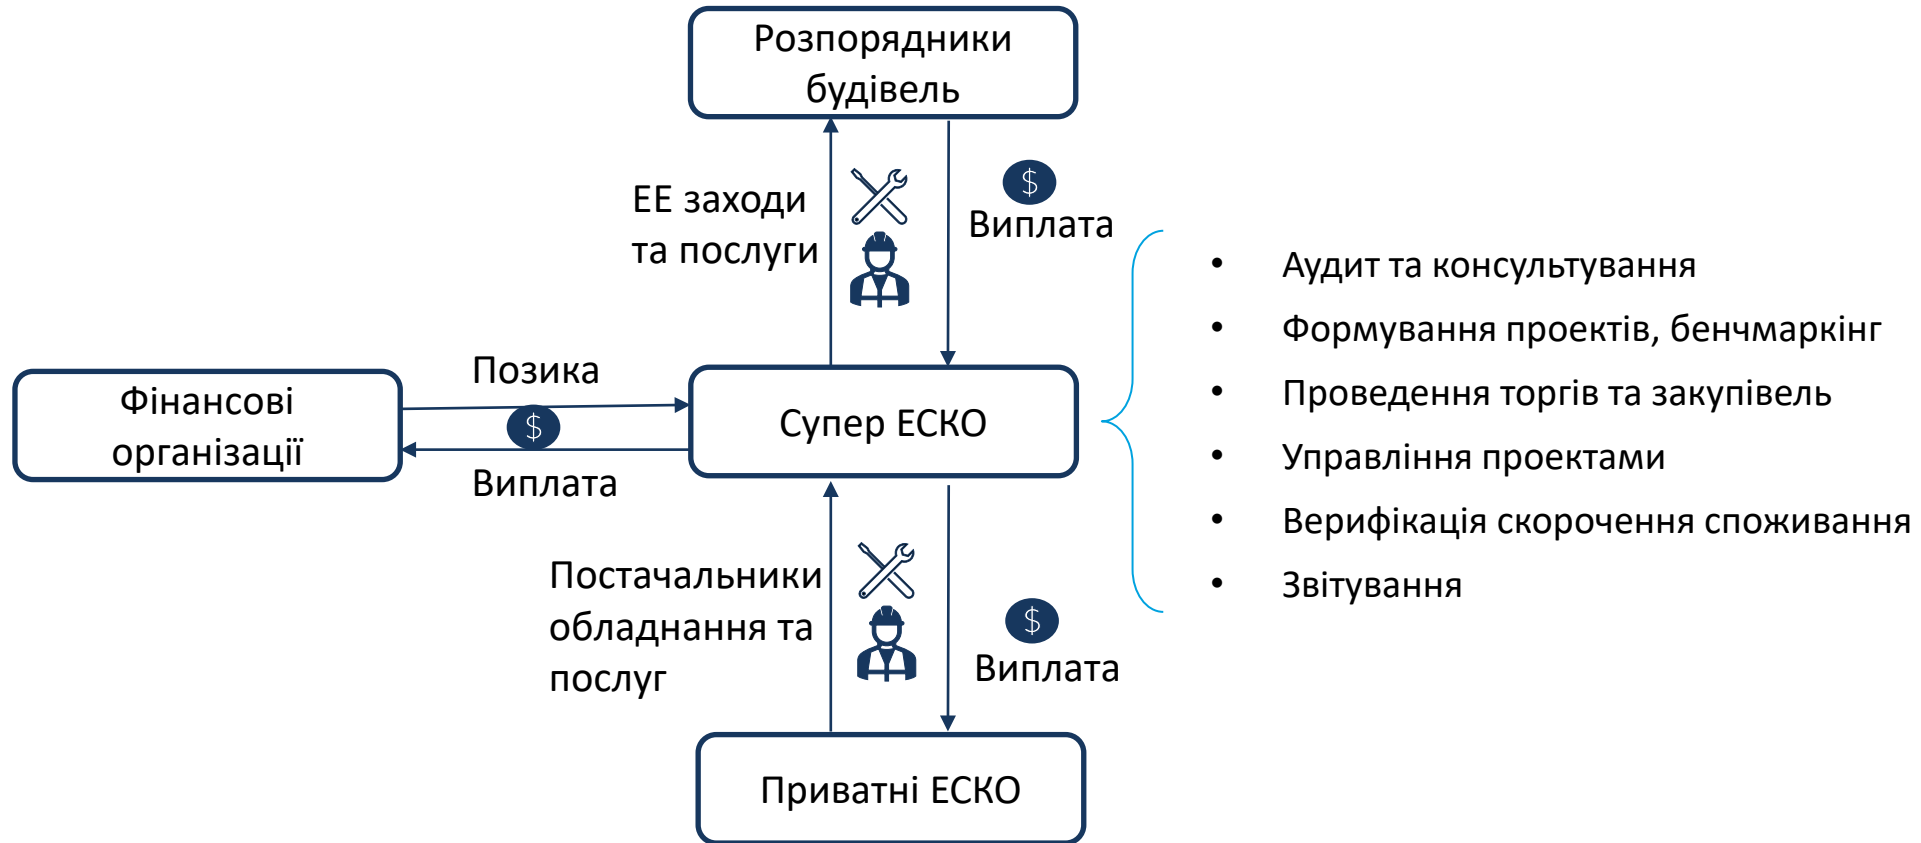 Розпорядники
будівель
ЕЕ заходи
та послуги
$
Виплата
• Аудит та консультування
• Формування проектів, бенчмаркінг
• Проведення торгів та закупівель
• Управління проектами
• Верифікація скорочення споживання
• Звітування
Позика
Фінансові
організації
$
Виплата
Супер ЕСКО
Постачальники
обладнання та
послуг
$
Виплата
Приватні ЕСКО